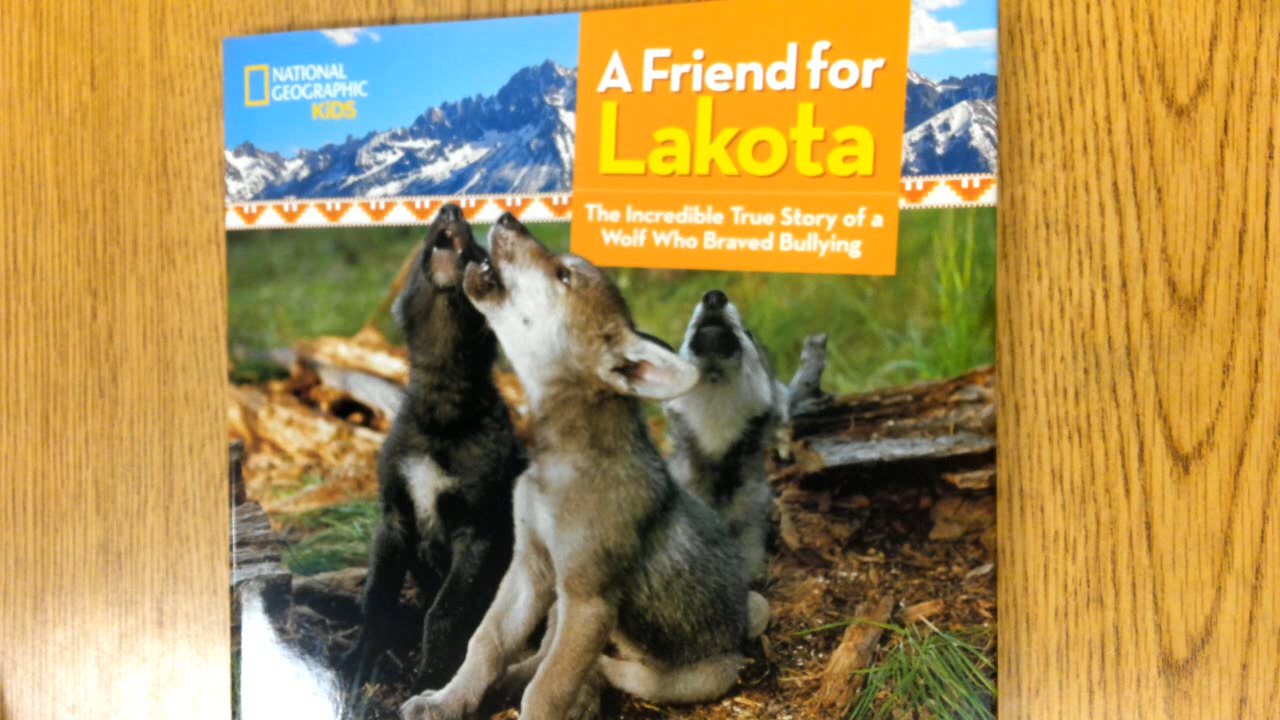 NATIONAL
GEOGRAPHIC
KiDS
A Friend for
Lakota
The Incredible True Story of a
Wolf Who Braved Bullying